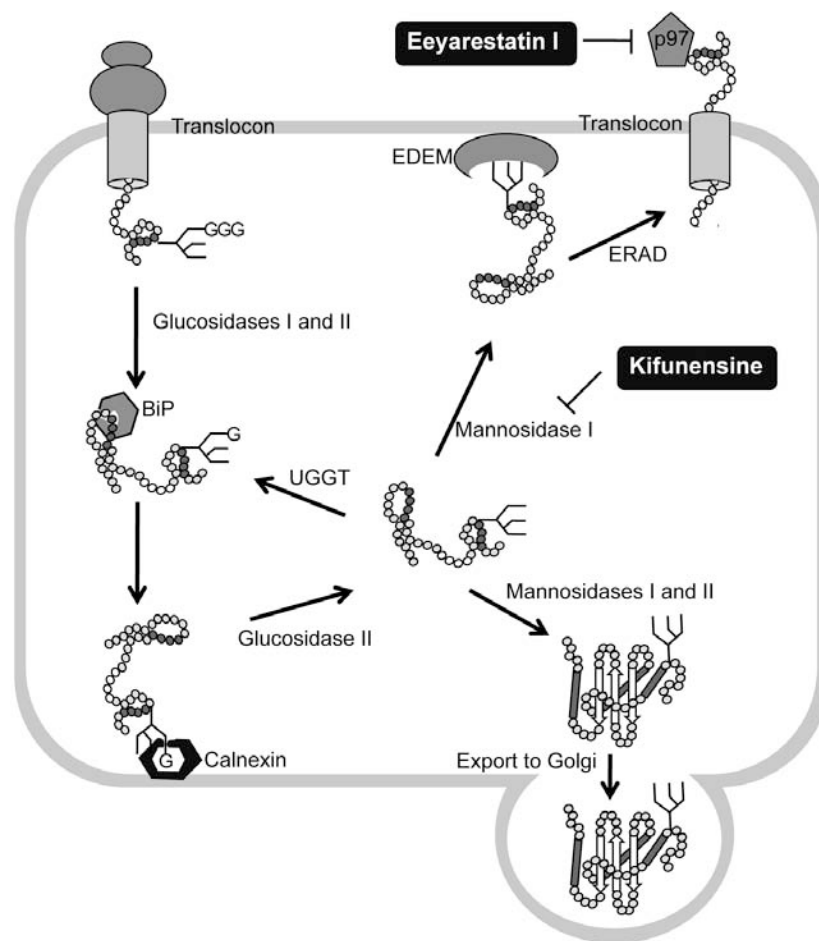 Eeyarestatin I
p97
Translocon
Translocon
EDEM
GGG
ERAD
Glucosidases I and II
Kifunensine
BiP
Mannosidase I
G
UGGT
Mannosidases I and II
Glucosidase II
Export to Golgi
G
Calnexin